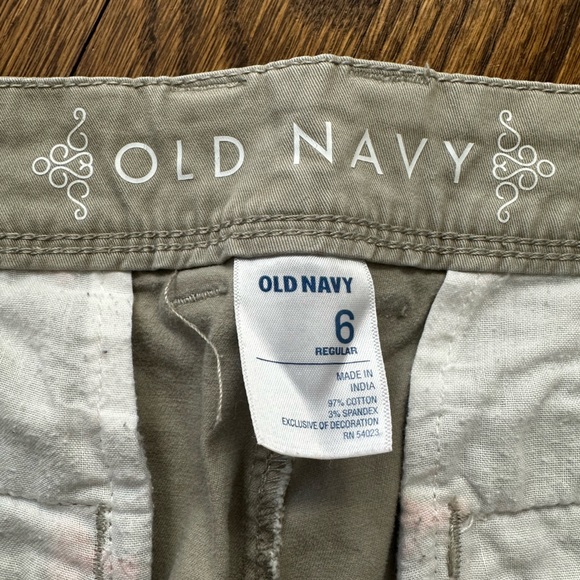 OLD NAVY
OLD NAVY
6
REGULAR
MADE IN
INDIA
97% COTTON
3% SPANDEX
EXCLUSIVE OF DECORATION
RN 54023